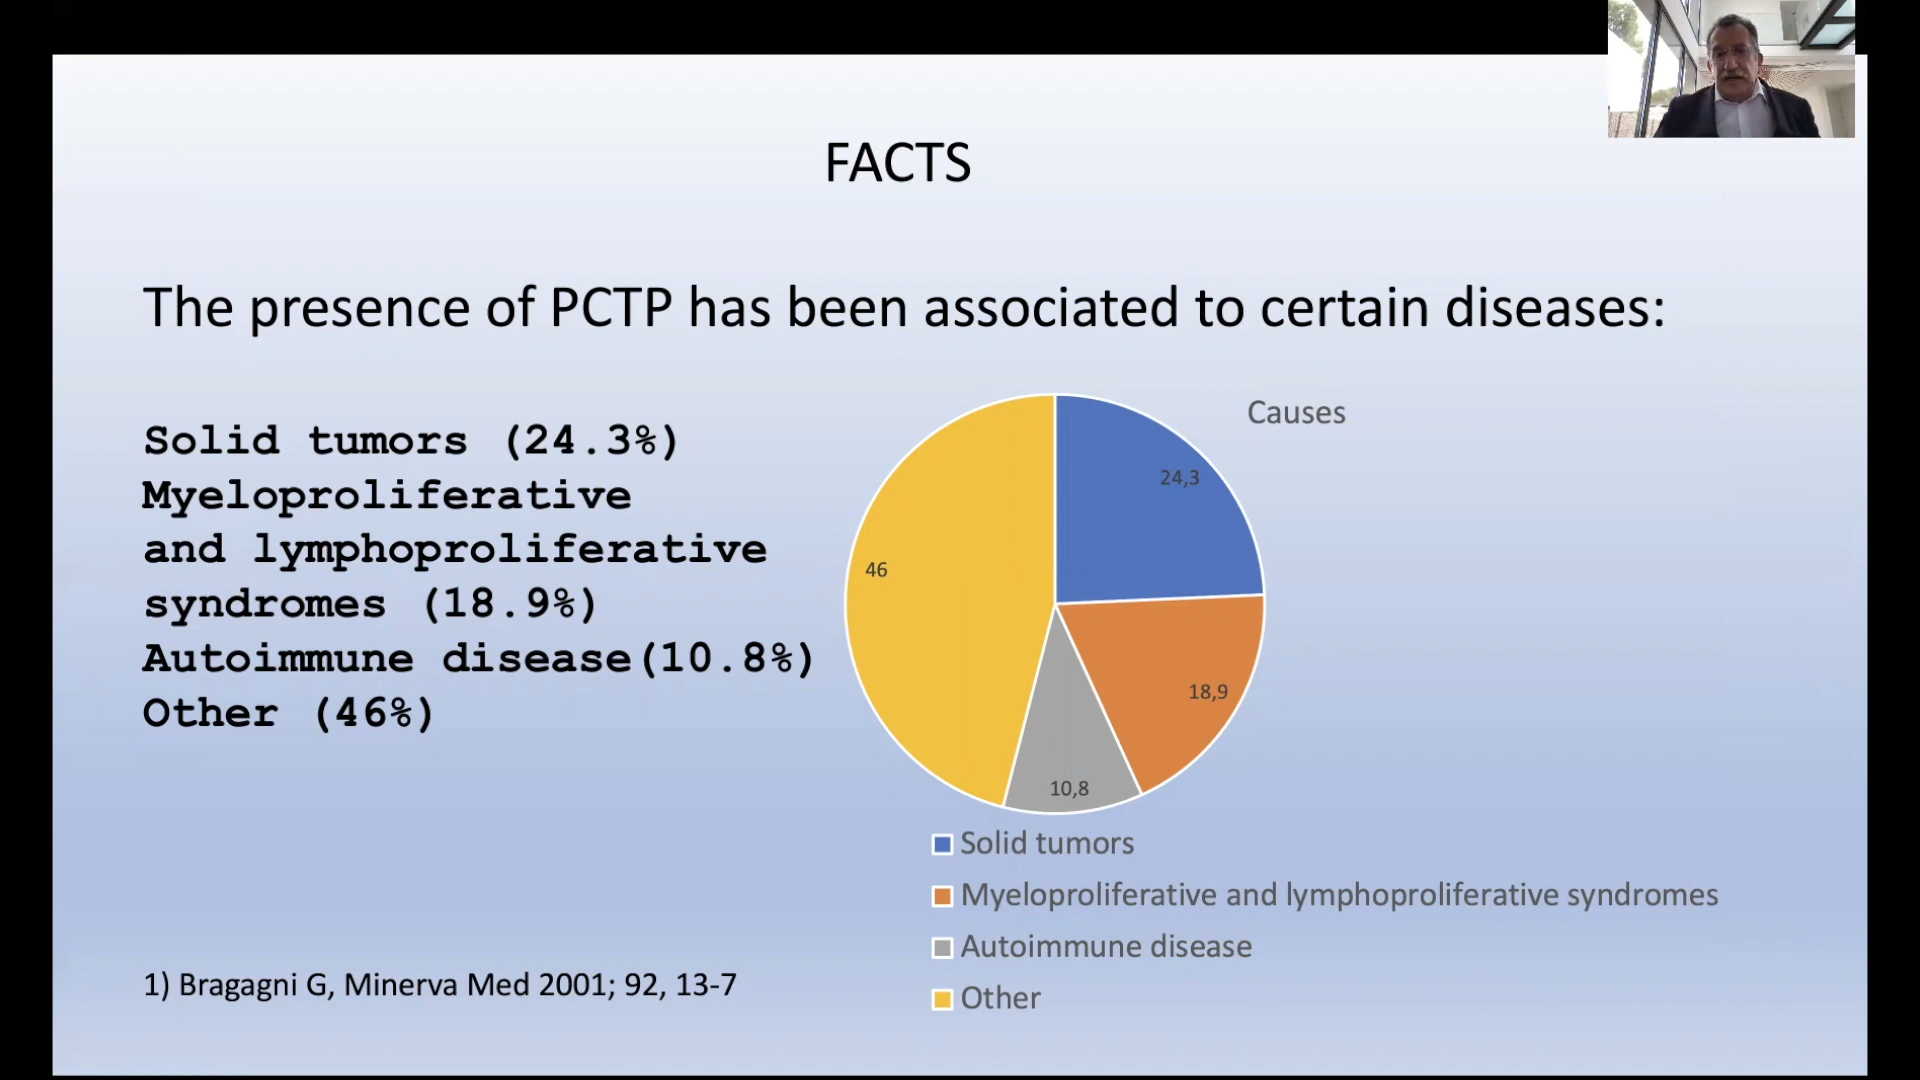 FACTS
The presence of PCTP has been associated to certain diseases:
Solid tumors (24.3%)
Myeloproliferative
and lymphoproliferative
syndromes (18.9%)
Autoimmune disease(10.8%)
Other (46%)
Causes
24,3
46
18,9
10,8
Solid tumors
Myeloproliferative and lymphoproliferative syndromes
Autoimmune disease
Other
1) Bragagni G, Minerva Med 2001; 92, 13-7